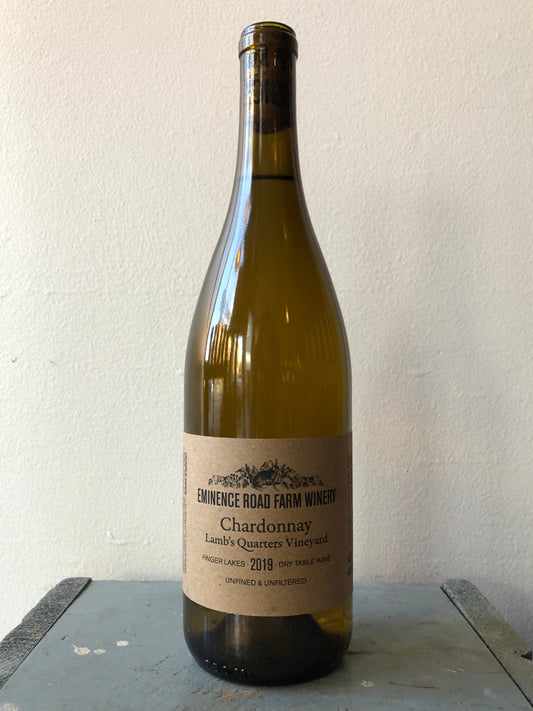 EMINENCE ROAD FARM WINERY
Chardonnay
Lamb's Quarters Vineyard
FINGER LAKES · 2019 · DRY TABLE WINE
UNFINED & UNFILTERED